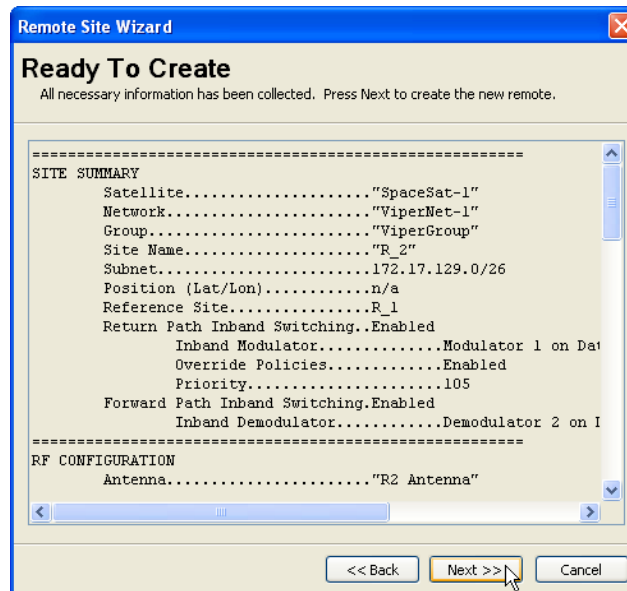 Remote Site Wizard
Ready To Create
All necessary information has been collected. Press Next to create the new remote.
=======================================================
SITE SUMMARY
Satellite......................"SpaceSat-1"
Network........................"ViperNet-1"
Group.........................."ViperGroup"
Site Name......................"R_2"
Subnet.........................172.17.129.0/26
Position (Lat/Lon)............n/a
Reference Site................R_1
Return Path Inband Switching..Enabled
Inband Modulator..............Modulator 1 on Dat
Override Policies.............Enabled
Priority......................105
Forward Path Inband Switching.Enabled
Inband Demodulator............Demodulator 2 on
=======================================================
RF CONFIGURATION
Antenna......................."R2 Antenna"
<< Back
Next >>
Cancel